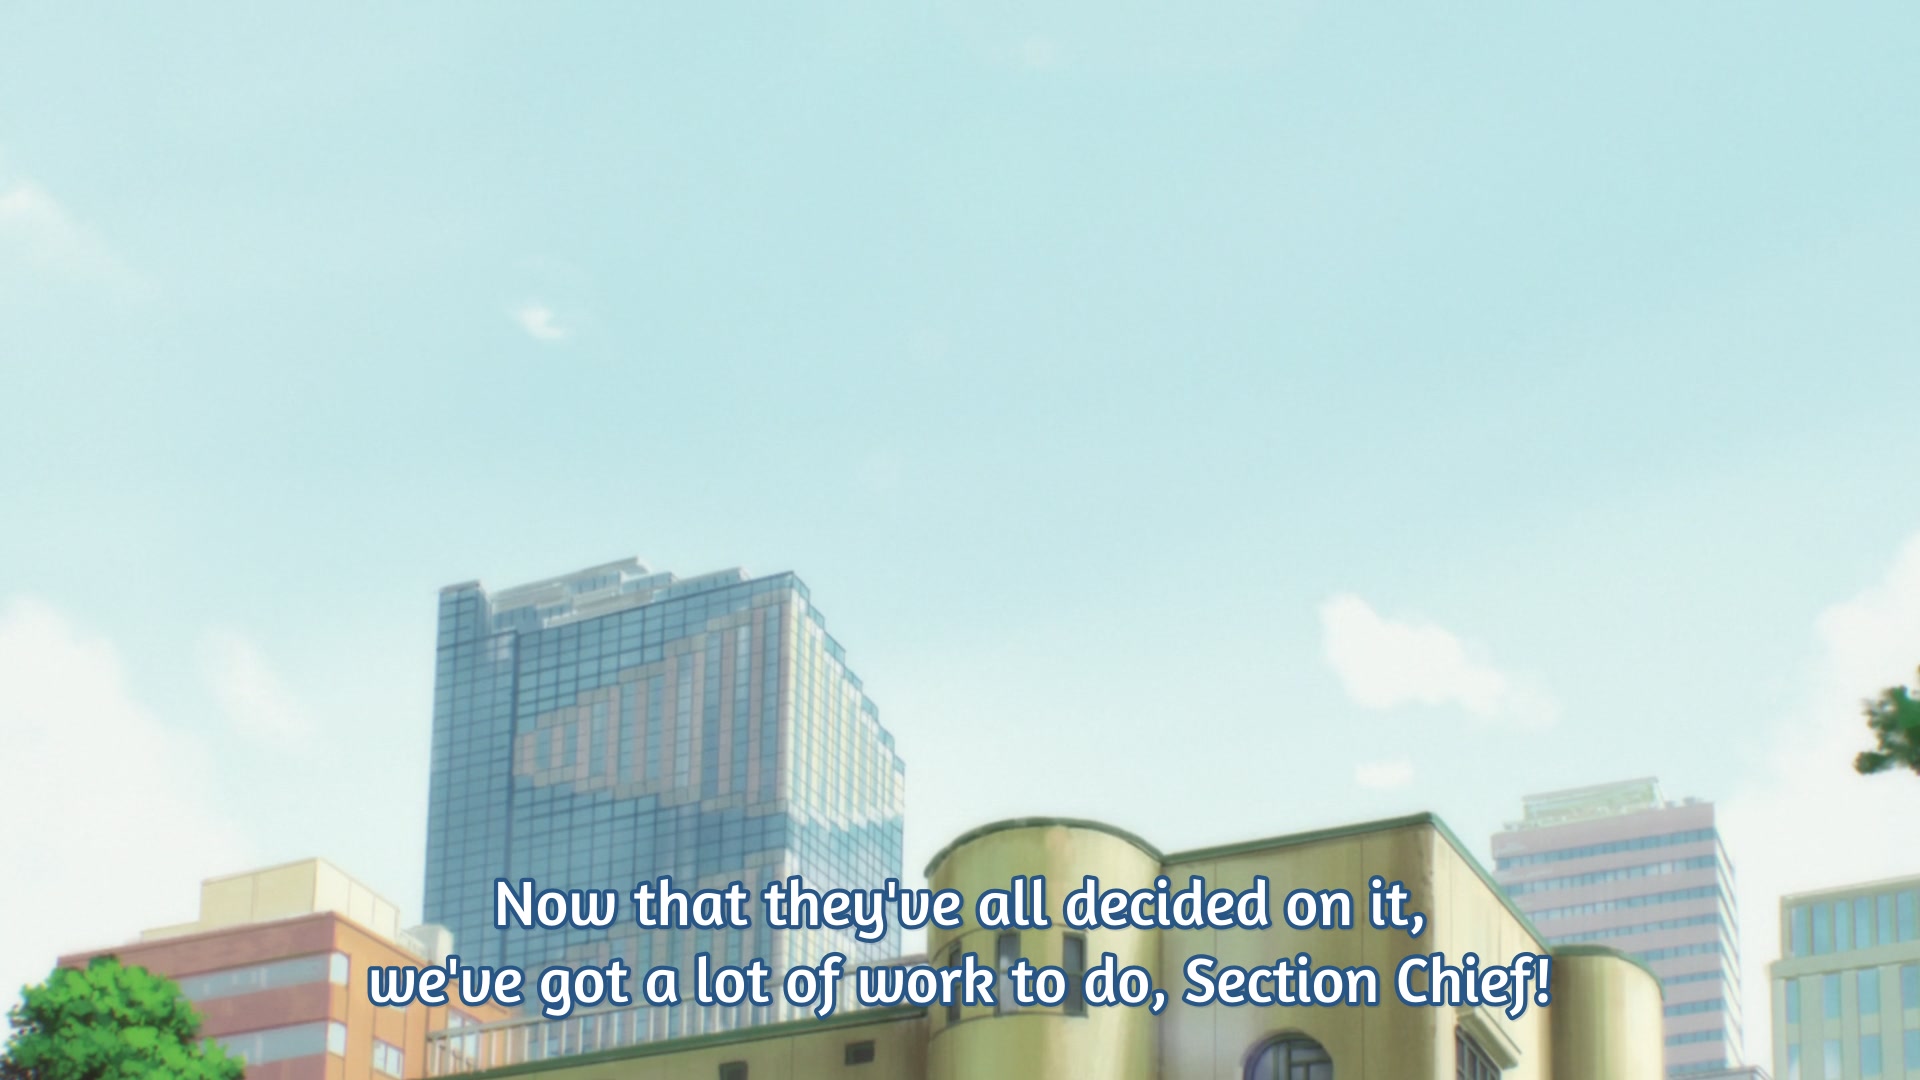 Now that they've all decided on it,
we've got a lot of work to do, Section Chief!